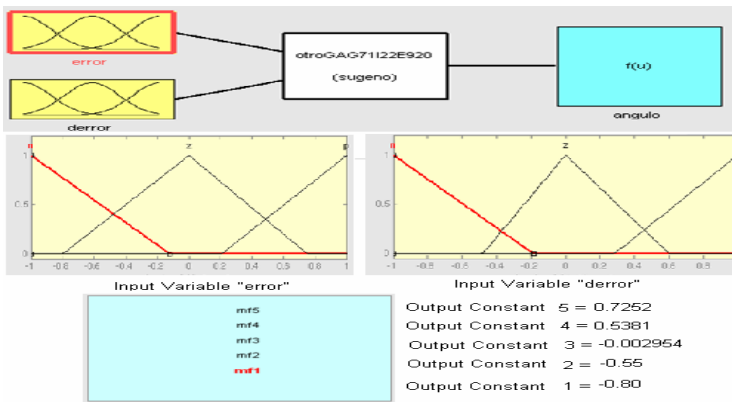 otroGAG71I22E920
(sugeno)
f(u)
error
derror
angulo
n z p
n z
1
0.5
0
-1 -0.8 -0.6 -0.4 -0.2 0 0.2 0.4 0.6 0.8 1
1
0.5
0
-1 -0.8 -0.6 -0.4 -0.2 0 0.2 0.4 0.6 0.8
Input Variable "error"
Input Variable "derror"
mf5
mf4
mf3
mf2
mf1
Output Constant 5 = 0.7252
Output Constant 4 = 0.5381
Output Constant 3 = -0.002954
Output Constant 2 = -0.55
Output Constant 1 = -0.80